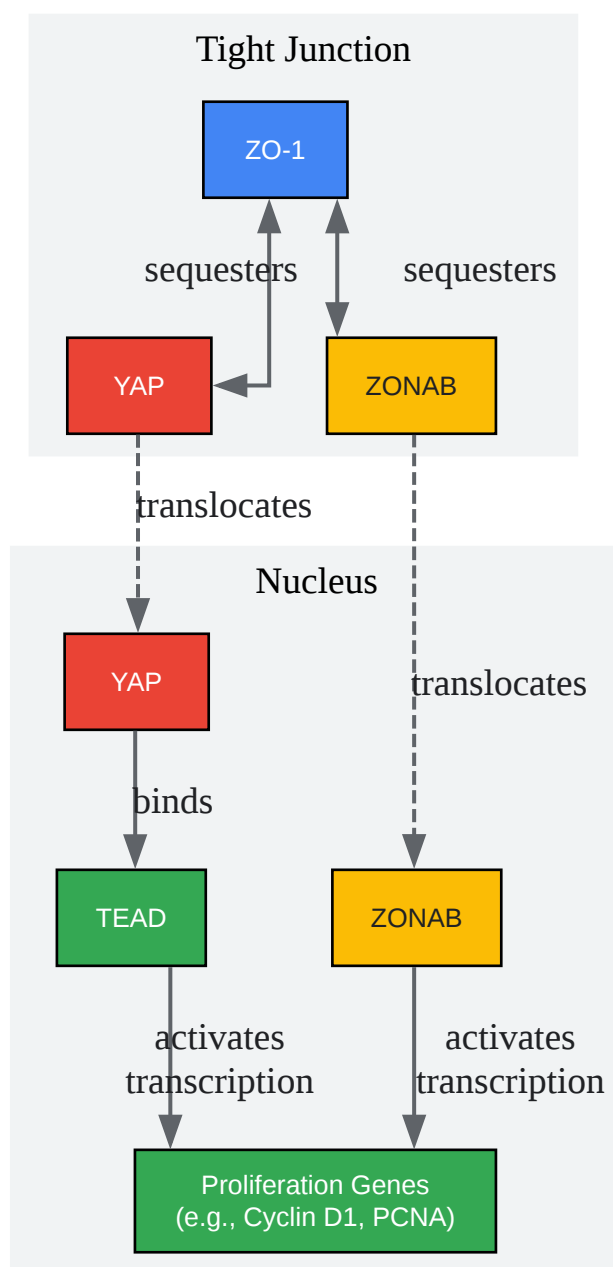 Tight Junction
ZO-1
sequesters
sequesters
YAP
ZONAB
translocates
Nucleus
YAP
translocates
binds
TEAD
ZONAB
activates
transcription
activates
transcription
Proliferation Genes
(e.g., Cyclin D1, PCNA)